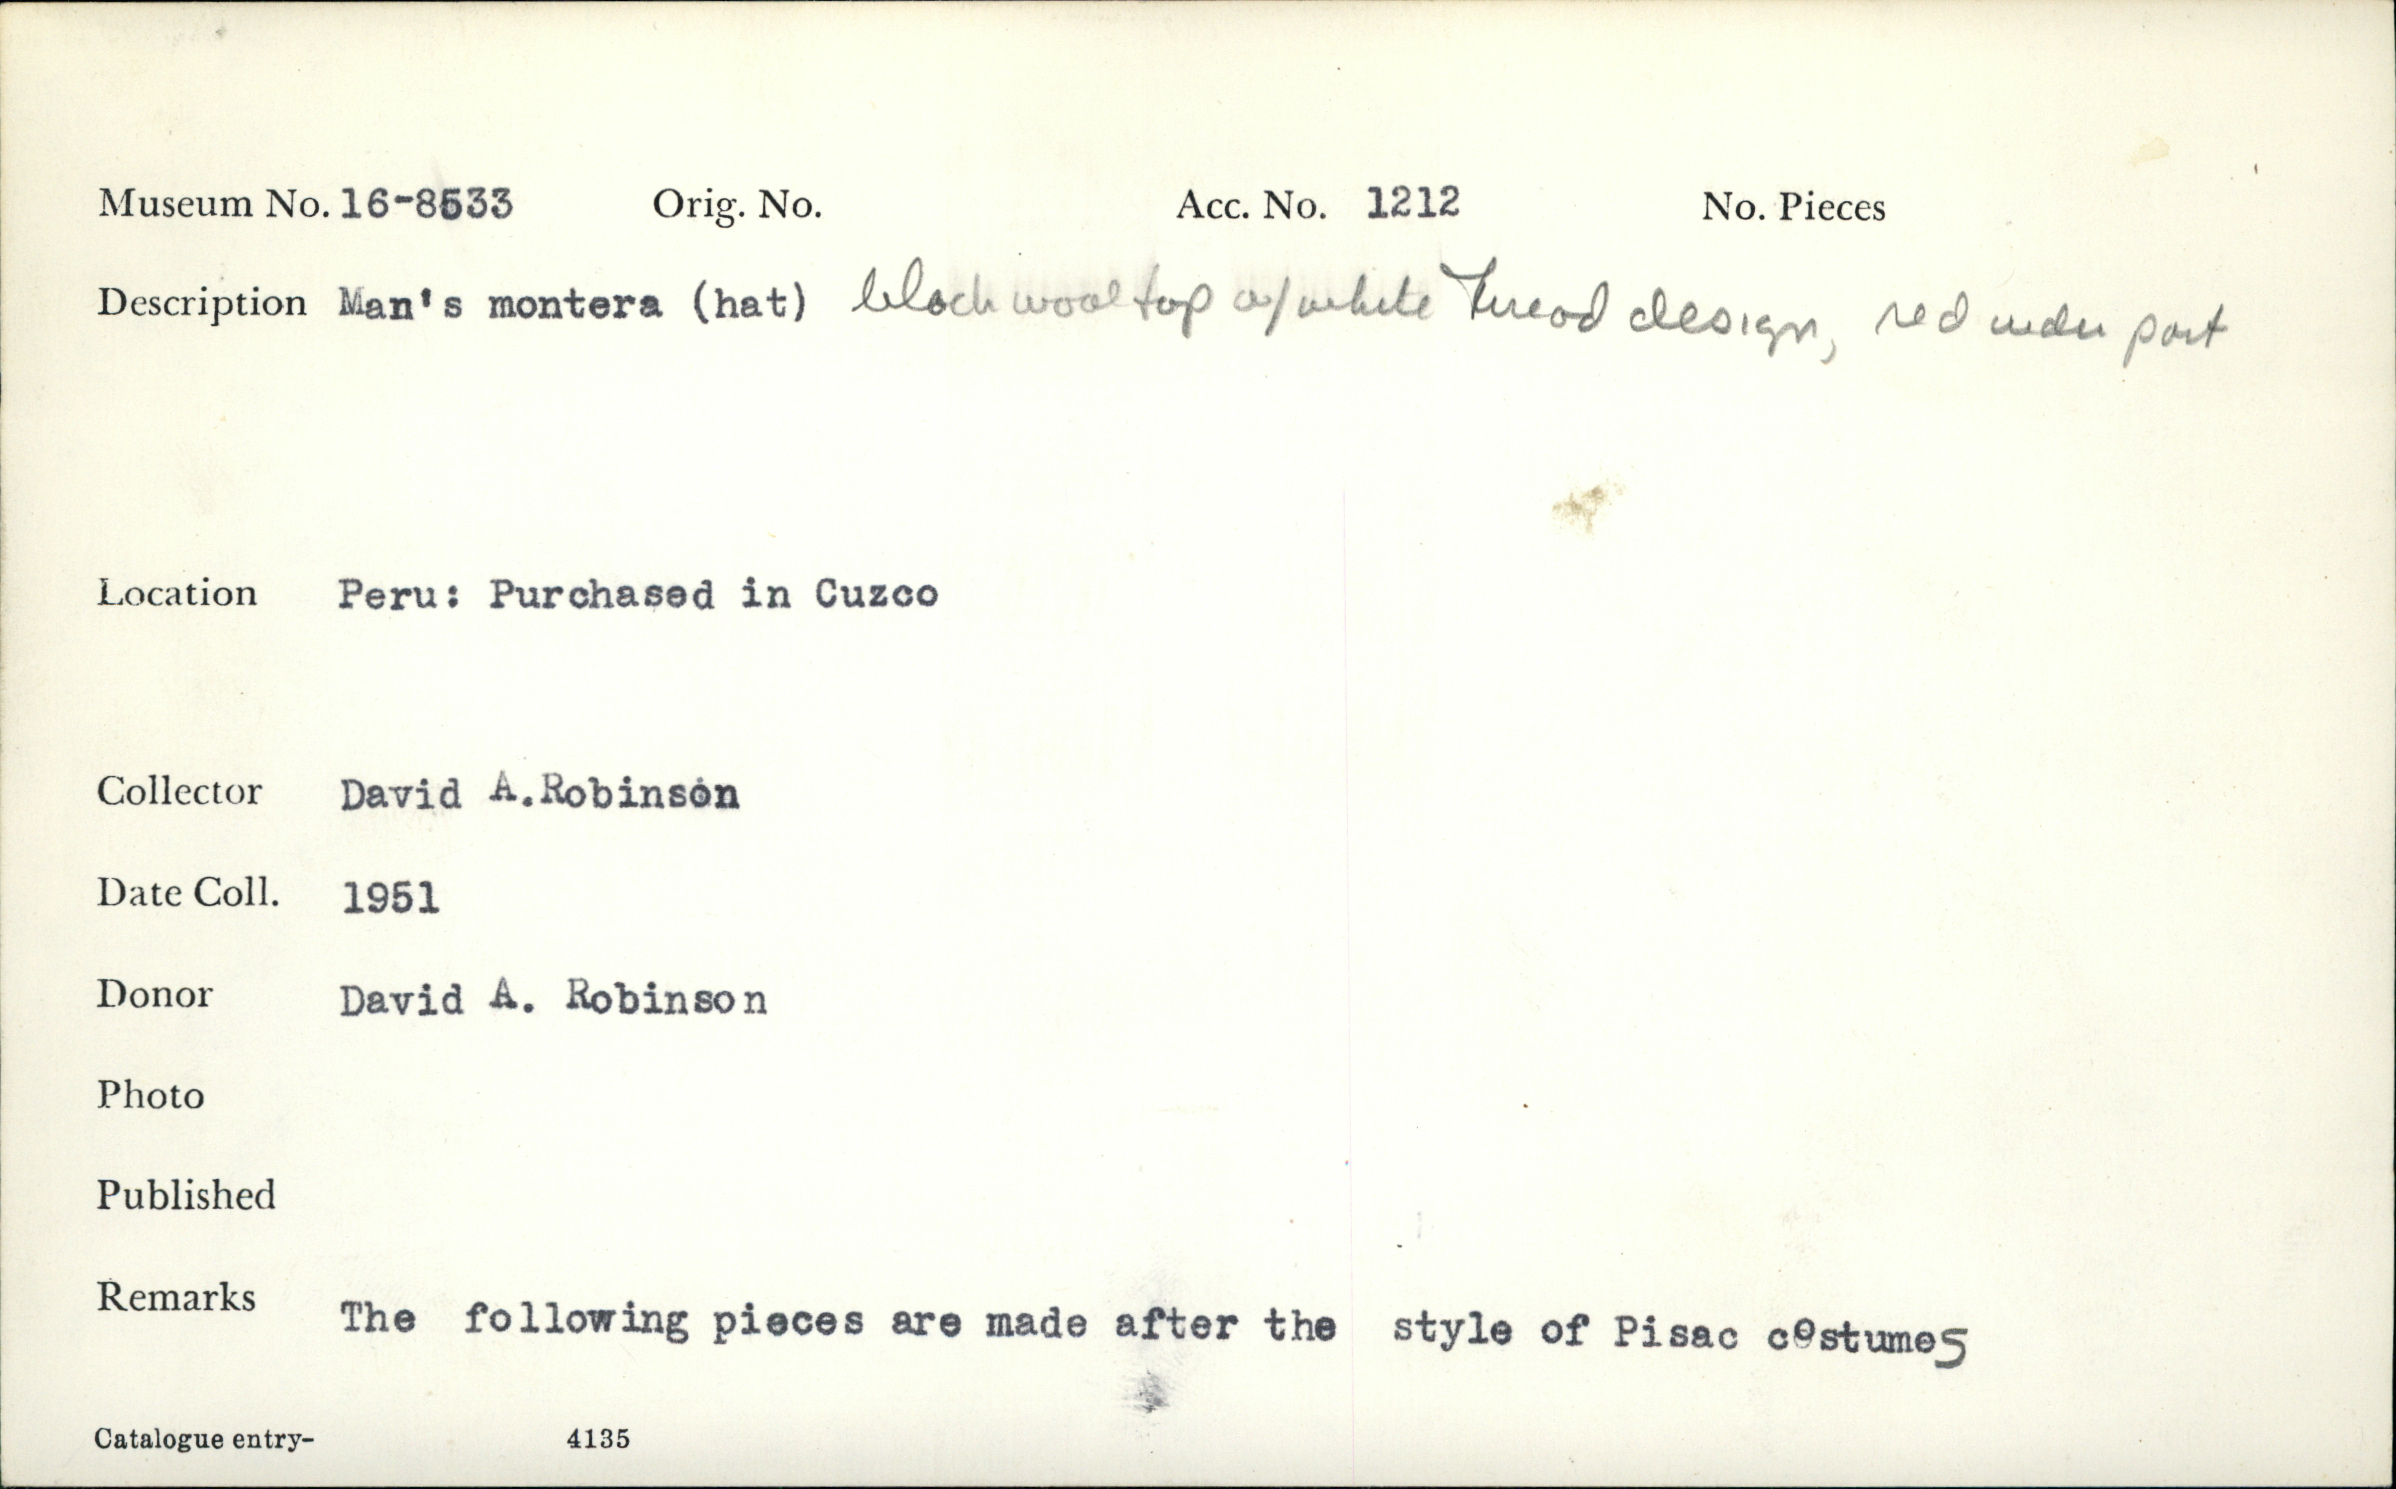 Museum No. 16-8533 Orig. No. Acc. No. 1212 No. Pieces
Description Man's montera (hat) black wool top w/ white thread design, red under part
Location Peru: Purchased in Cuzco
Collector David A.Robinson
Date Coll. 1951
Donor David A. Robinson
Photo
Published
Remarks The following pieces are made after the style of Pisac costumes
Catalogue entry- 4135